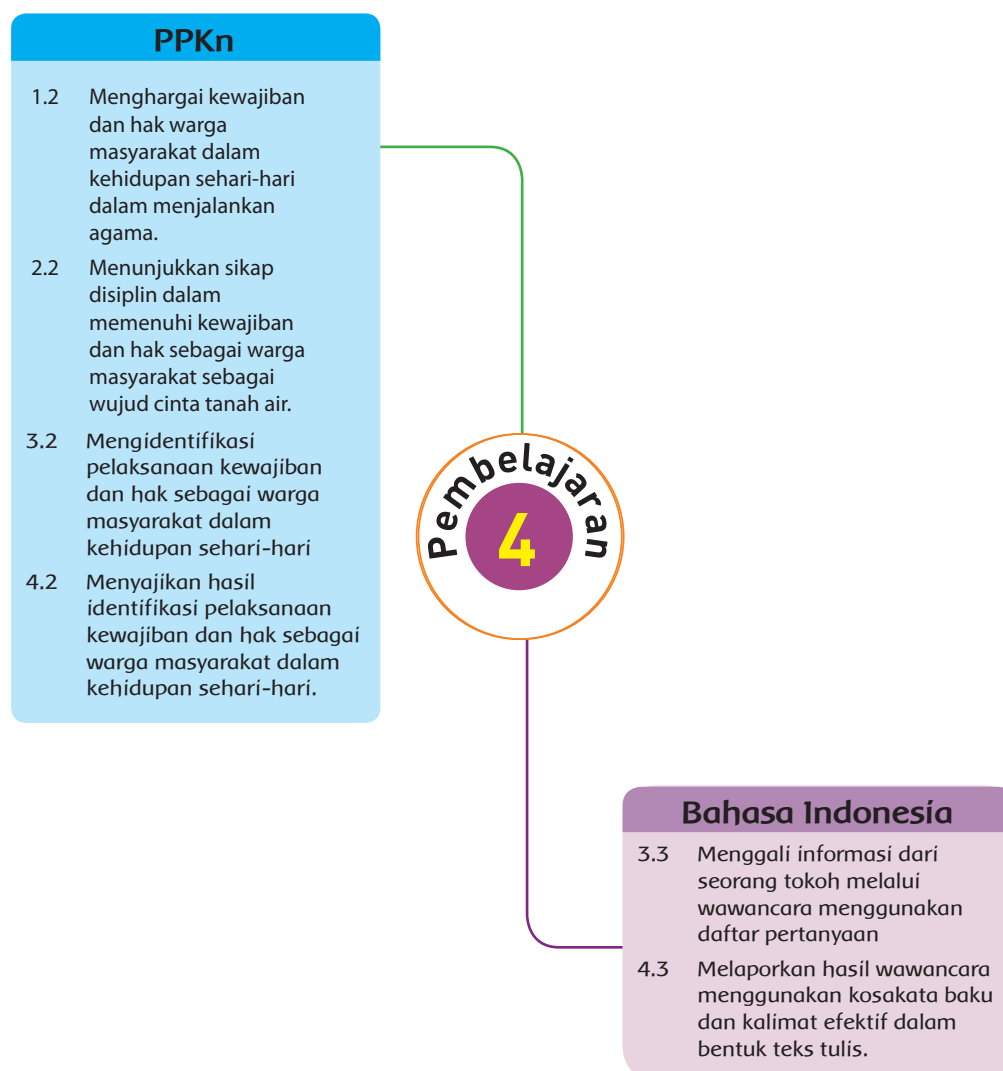 PPKn
1.2 Menghargai kewajiban
dan hak warga
masyarakat dalam
kehidupan sehari-hari
dalam menjalankan
agama.
2.2 Menunjukkan sikap
disiplin dalam
memenuhi kewajiban
dan hak sebagai warga
masyarakat sebagai
wujud cinta tanah air.
3.2 Mengidentifikasi
pelaksanaan kewajiban
dan hak sebagai warga
masyarakat dalam
kehidupan sehari-hari
4.2 Menyajikan hasil
identifikasi pelaksanaan
kewajiban dan hak sebagai
warga masyarakat dalam
kehidupan sehari-hari.
Pembelajaran
4
Bahasa Indonesia
3.3 Menggali informasi dari
seorang tokoh melalui
wawancara menggunakan
daftar pertanyaan
4.3 Melaporkan hasil wawancara
menggunakan kosakata baku
dan kalimat efektif dalam
bentuk teks tulis.